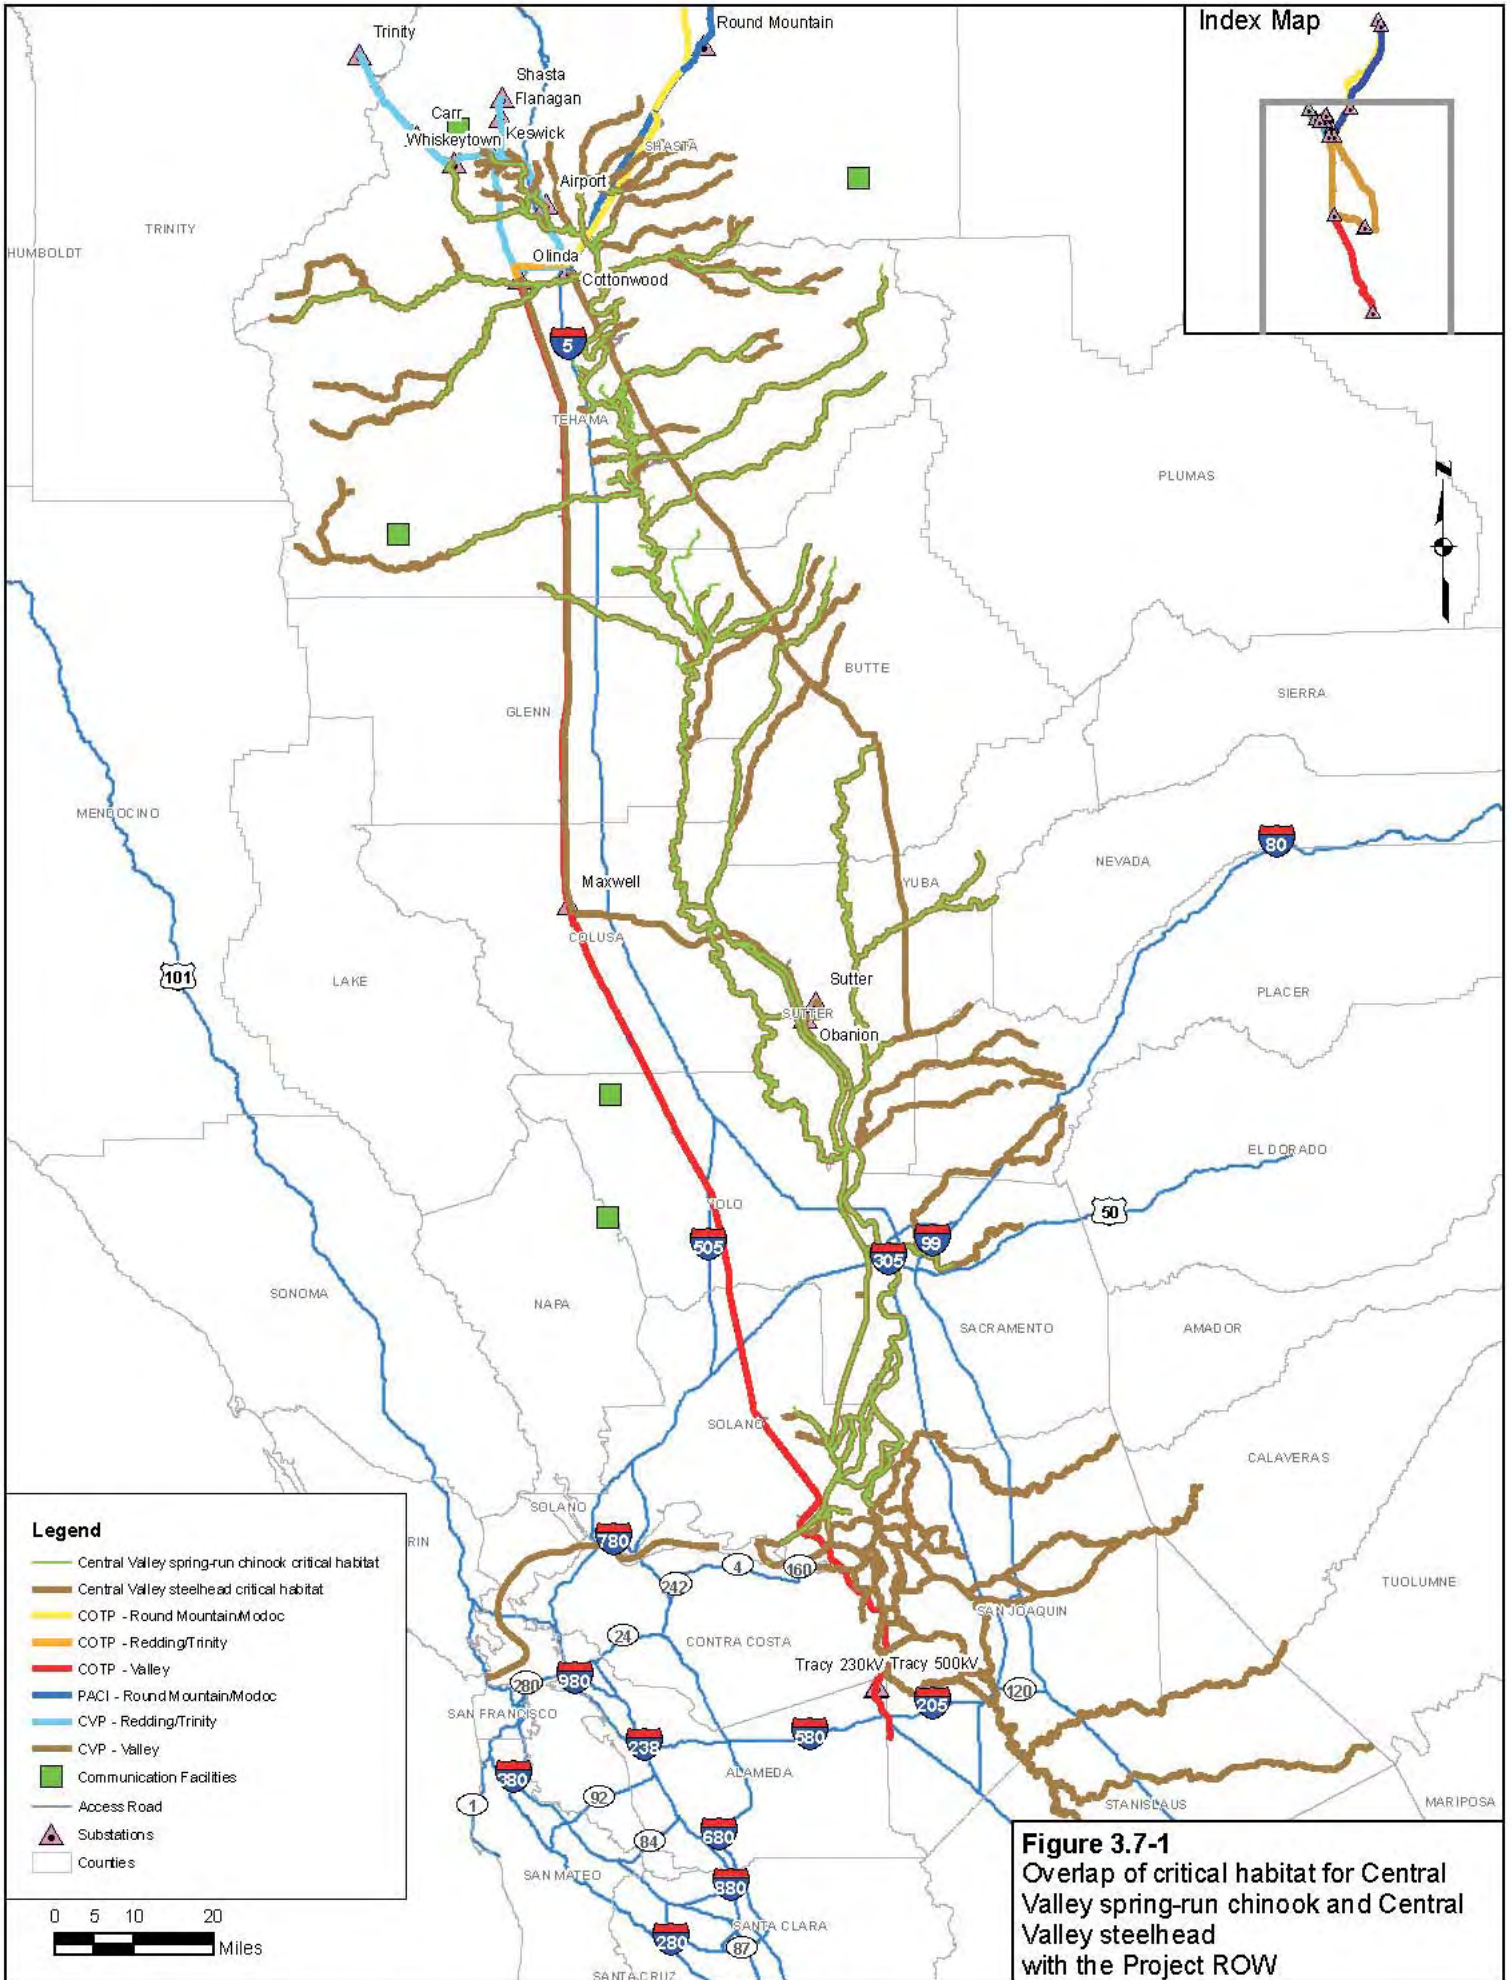 Index Map
Round Mountain
Trinity
Shasta
Flanagan
Carr
Whiskeytown
Keswick
SHASTA
Airport
TRINITY
HUMBOLDT
Olinda
Cottonwood
5
TEHAMA
PLUMAS
N
BUTTE
SIERRA
GLENN
MENDOCINO
80
NEVADA
Maxwell
YUBA
COLUSA
101
LAKE
Sutter
PLACER
SUTTER
Obanion
EL DORADO
YOLO
50
505
99
305
SONOMA
NAPA
SACRAMENTO
AMADOR
SOLANO
CALAVERAS
SOLANO
780
RIN
4
160
242
TUOLUMNE
SAN JOAQUIN
24
CONTRA COSTA
Tracy 230kV
Tracy 500kV
280
980
120
205
SAN FRANCISCO
238
580
380
ALAMEDA
92
1
STANISLAUS
MARIPOSA
680
84
SAN MATEO
880
SANTA CLARA
280
87
SANTA CRUZ
Legend
Central Valley spring-run chinook critical habitat
Central Valley steelhead critical habitat
COTP - Round Mountain/Modoc
COTP - Redding/Trinity
COTP - Valley
PACI - Round Mountain/Modoc
CVP - Redding/Trinity
CVP - Valley
Communication Facilities
Access Road
Substations
Counties
0 5 10 20
Miles
Figure 3.7-1
Overlap of critical habitat for Central
Valley spring-run chinook and Central
Valley steelhead
with the Project ROW